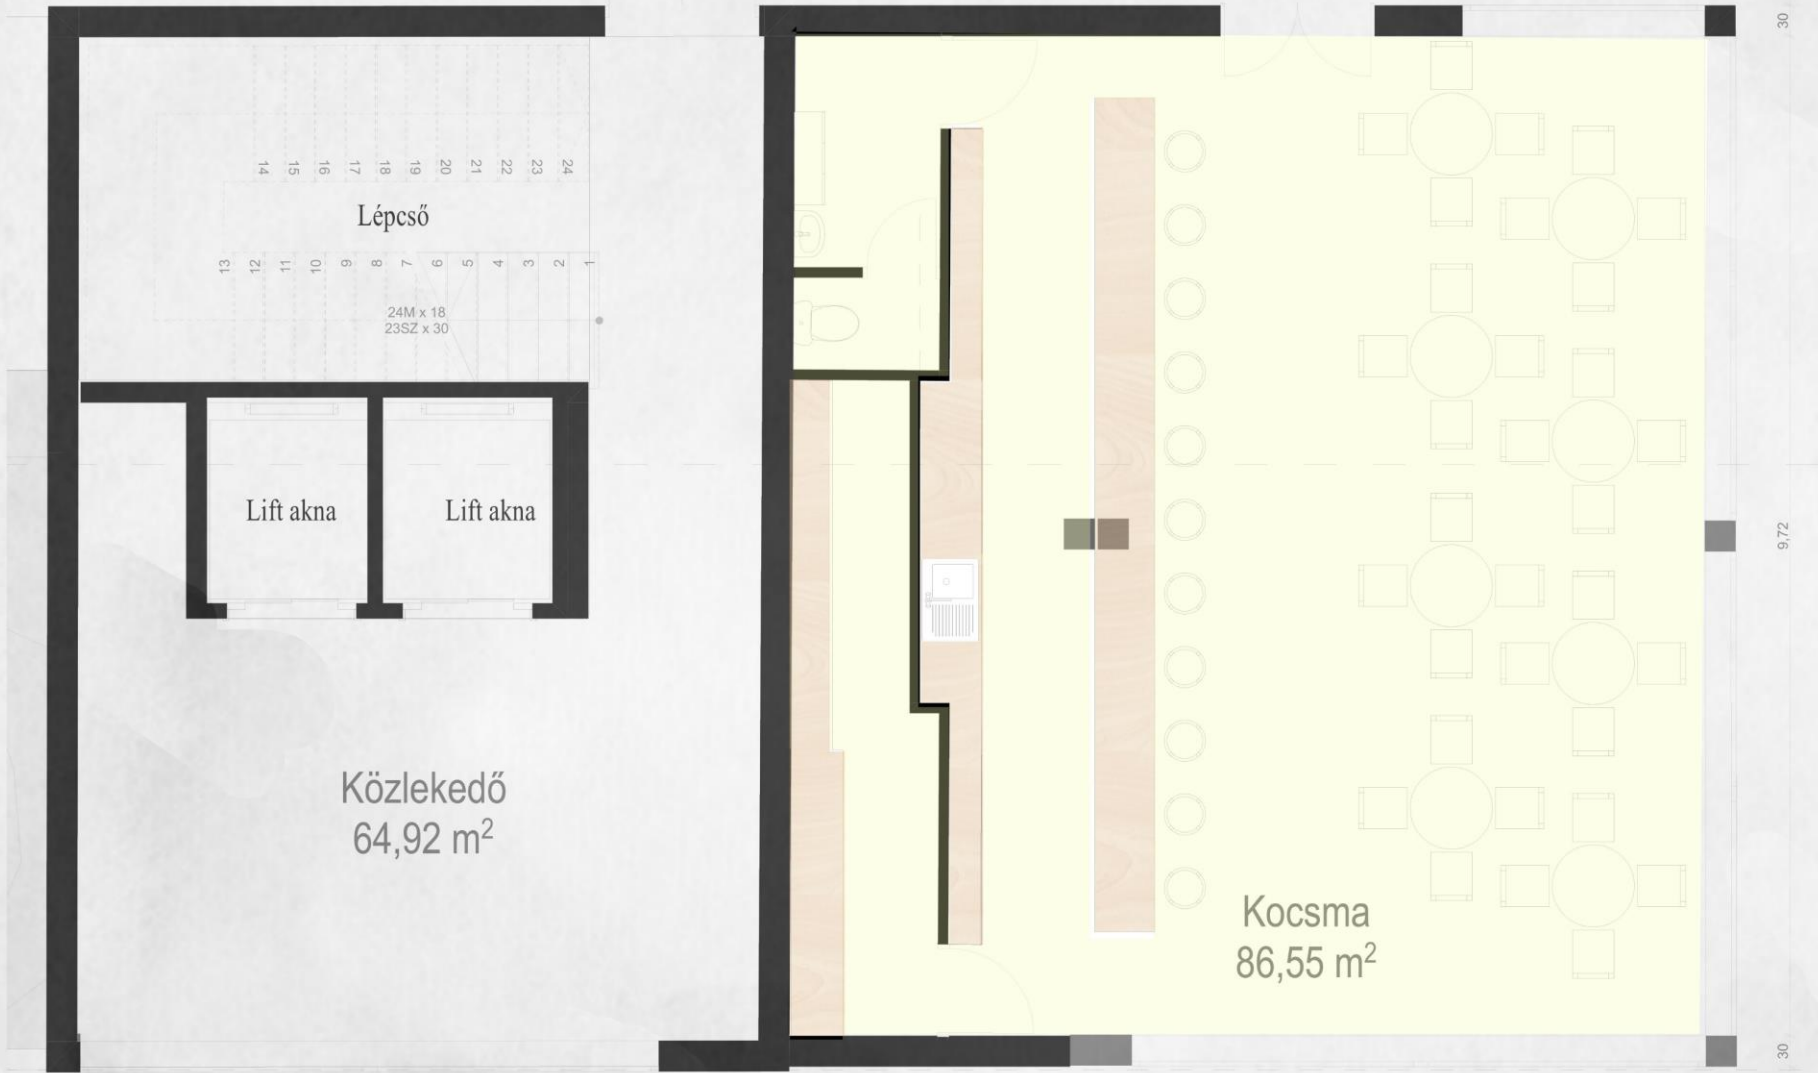 30
14 15 16 17 18 19 20 21 22 23 24
Lépcső
13 12 11 10 9 8 7 6 5 4 3 2 1
24M x 18
23SZ x 30
Lift akna
Lift akna
9,72
Közlekedő
64,92 m²
Kocsma
86,55 m²
30